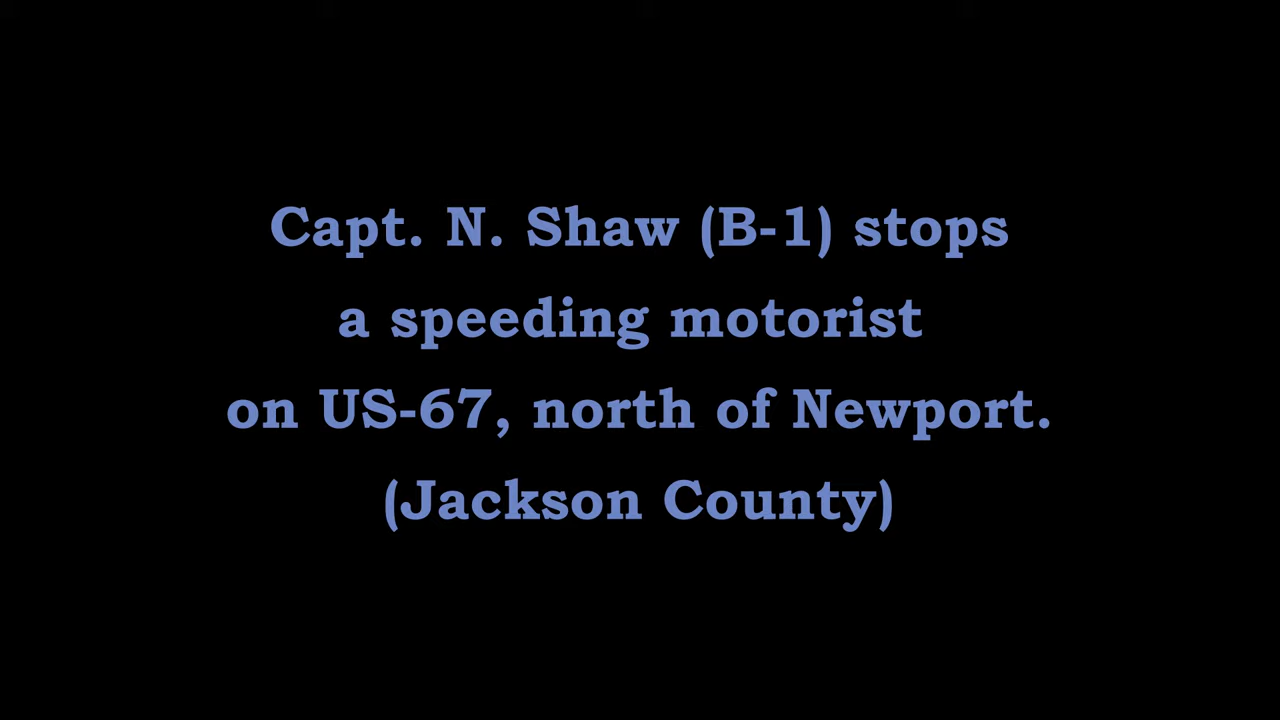 Capt. N. Shaw (B-1) stops
a speeding motorist
on US-67, north of Newport.
(Jackson County)